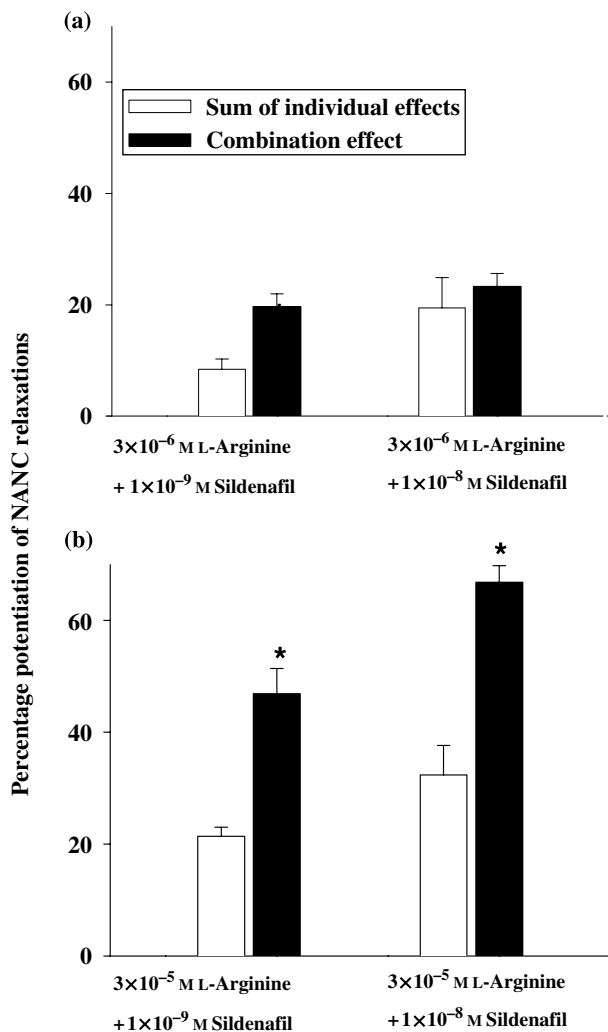 (a)
60
Sum of individual effects
Combination effect
40
20
0
3×10⁻⁶ M L-Arginine
+ 1×10⁻⁹ M Sildenafil
3×10⁻⁶ M L-Arginine
+1×10⁻⁸ M Sildenafil
Percentage potentiation of NANC relaxations
(b)
*
*
60
40
20
0
3×10⁻⁵ M L-Arginine
+1×10⁻⁹ M Sildenafil
3×10⁻⁵ M L-Arginine
+1×10⁻⁸ M Sildenafil